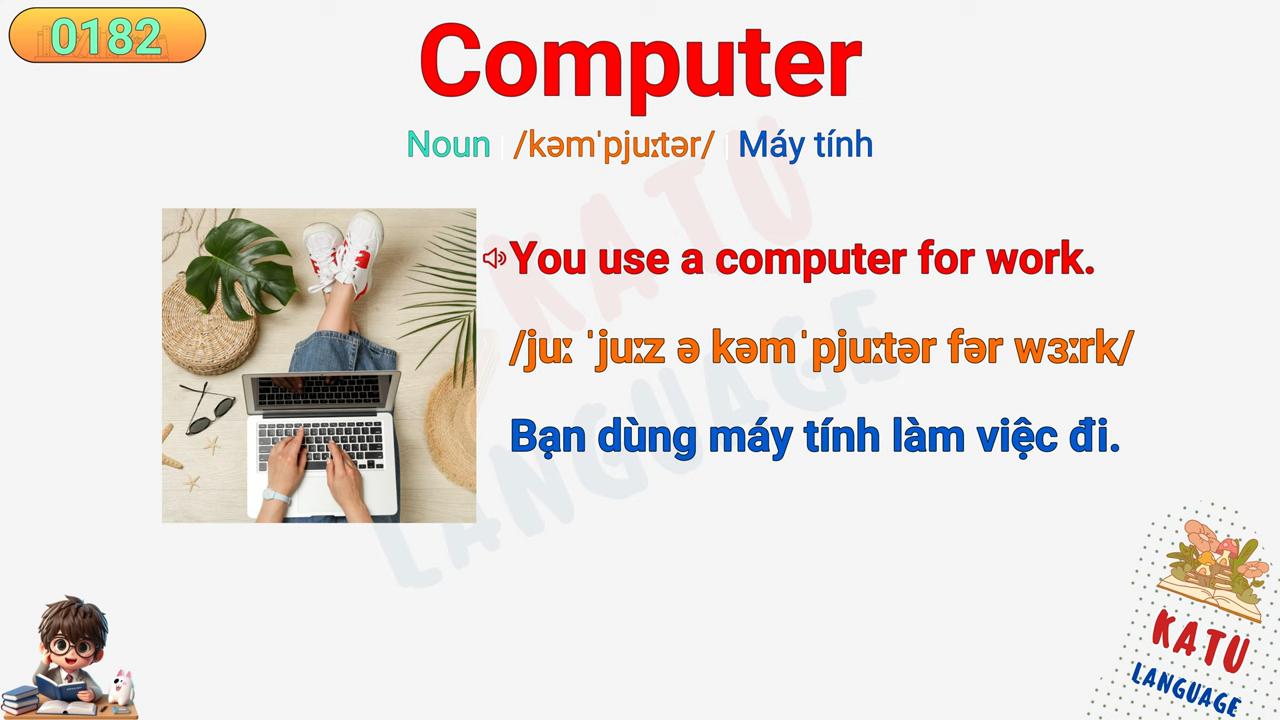 0182
Computer
Noun | /kəmˈpjuːtər/ | Máy tính
You use a computer for work.
/juː ˈjuːz ə kəmˈpjuːtər fər wɜːrk/
Bạn dùng máy tính làm việc đi.
KATU
LANGUAGE
KATU
LANGUAGE